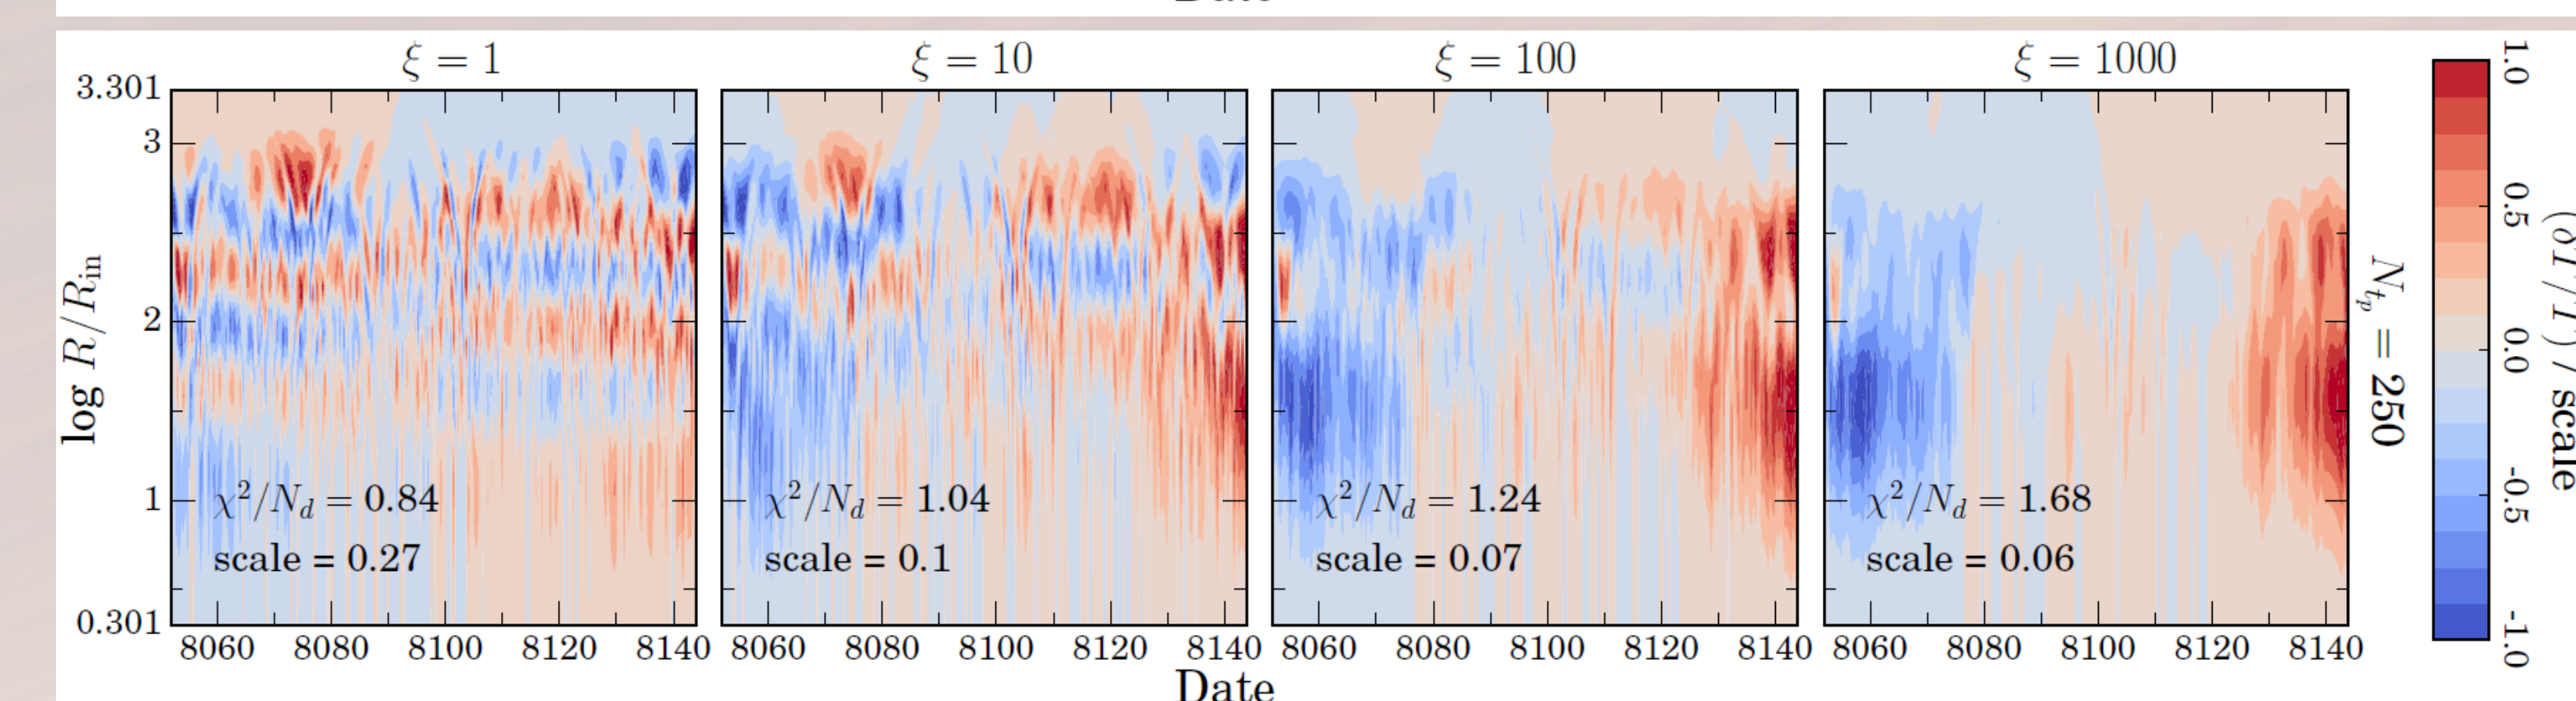 ξ = 1
ξ = 10
ξ = 100
ξ = 1000
log R/R_in
3.301
3
2
1
0.301
χ²/N_d = 0.84
scale = 0.27
χ²/N_d = 1.04
scale = 0.1
χ²/N_d = 1.24
scale = 0.07
χ²/N_d = 1.68
scale = 0.06
8060 8080 8100 8120 8140
8060 8080 8100 8120 8140
8060 8080 8100 8120 8140
8060 8080 8100 8120 8140
Date
N_{t_p} = 250
1.0
0.5
0.0
-0.5
-1.0
(δT/T) / scale